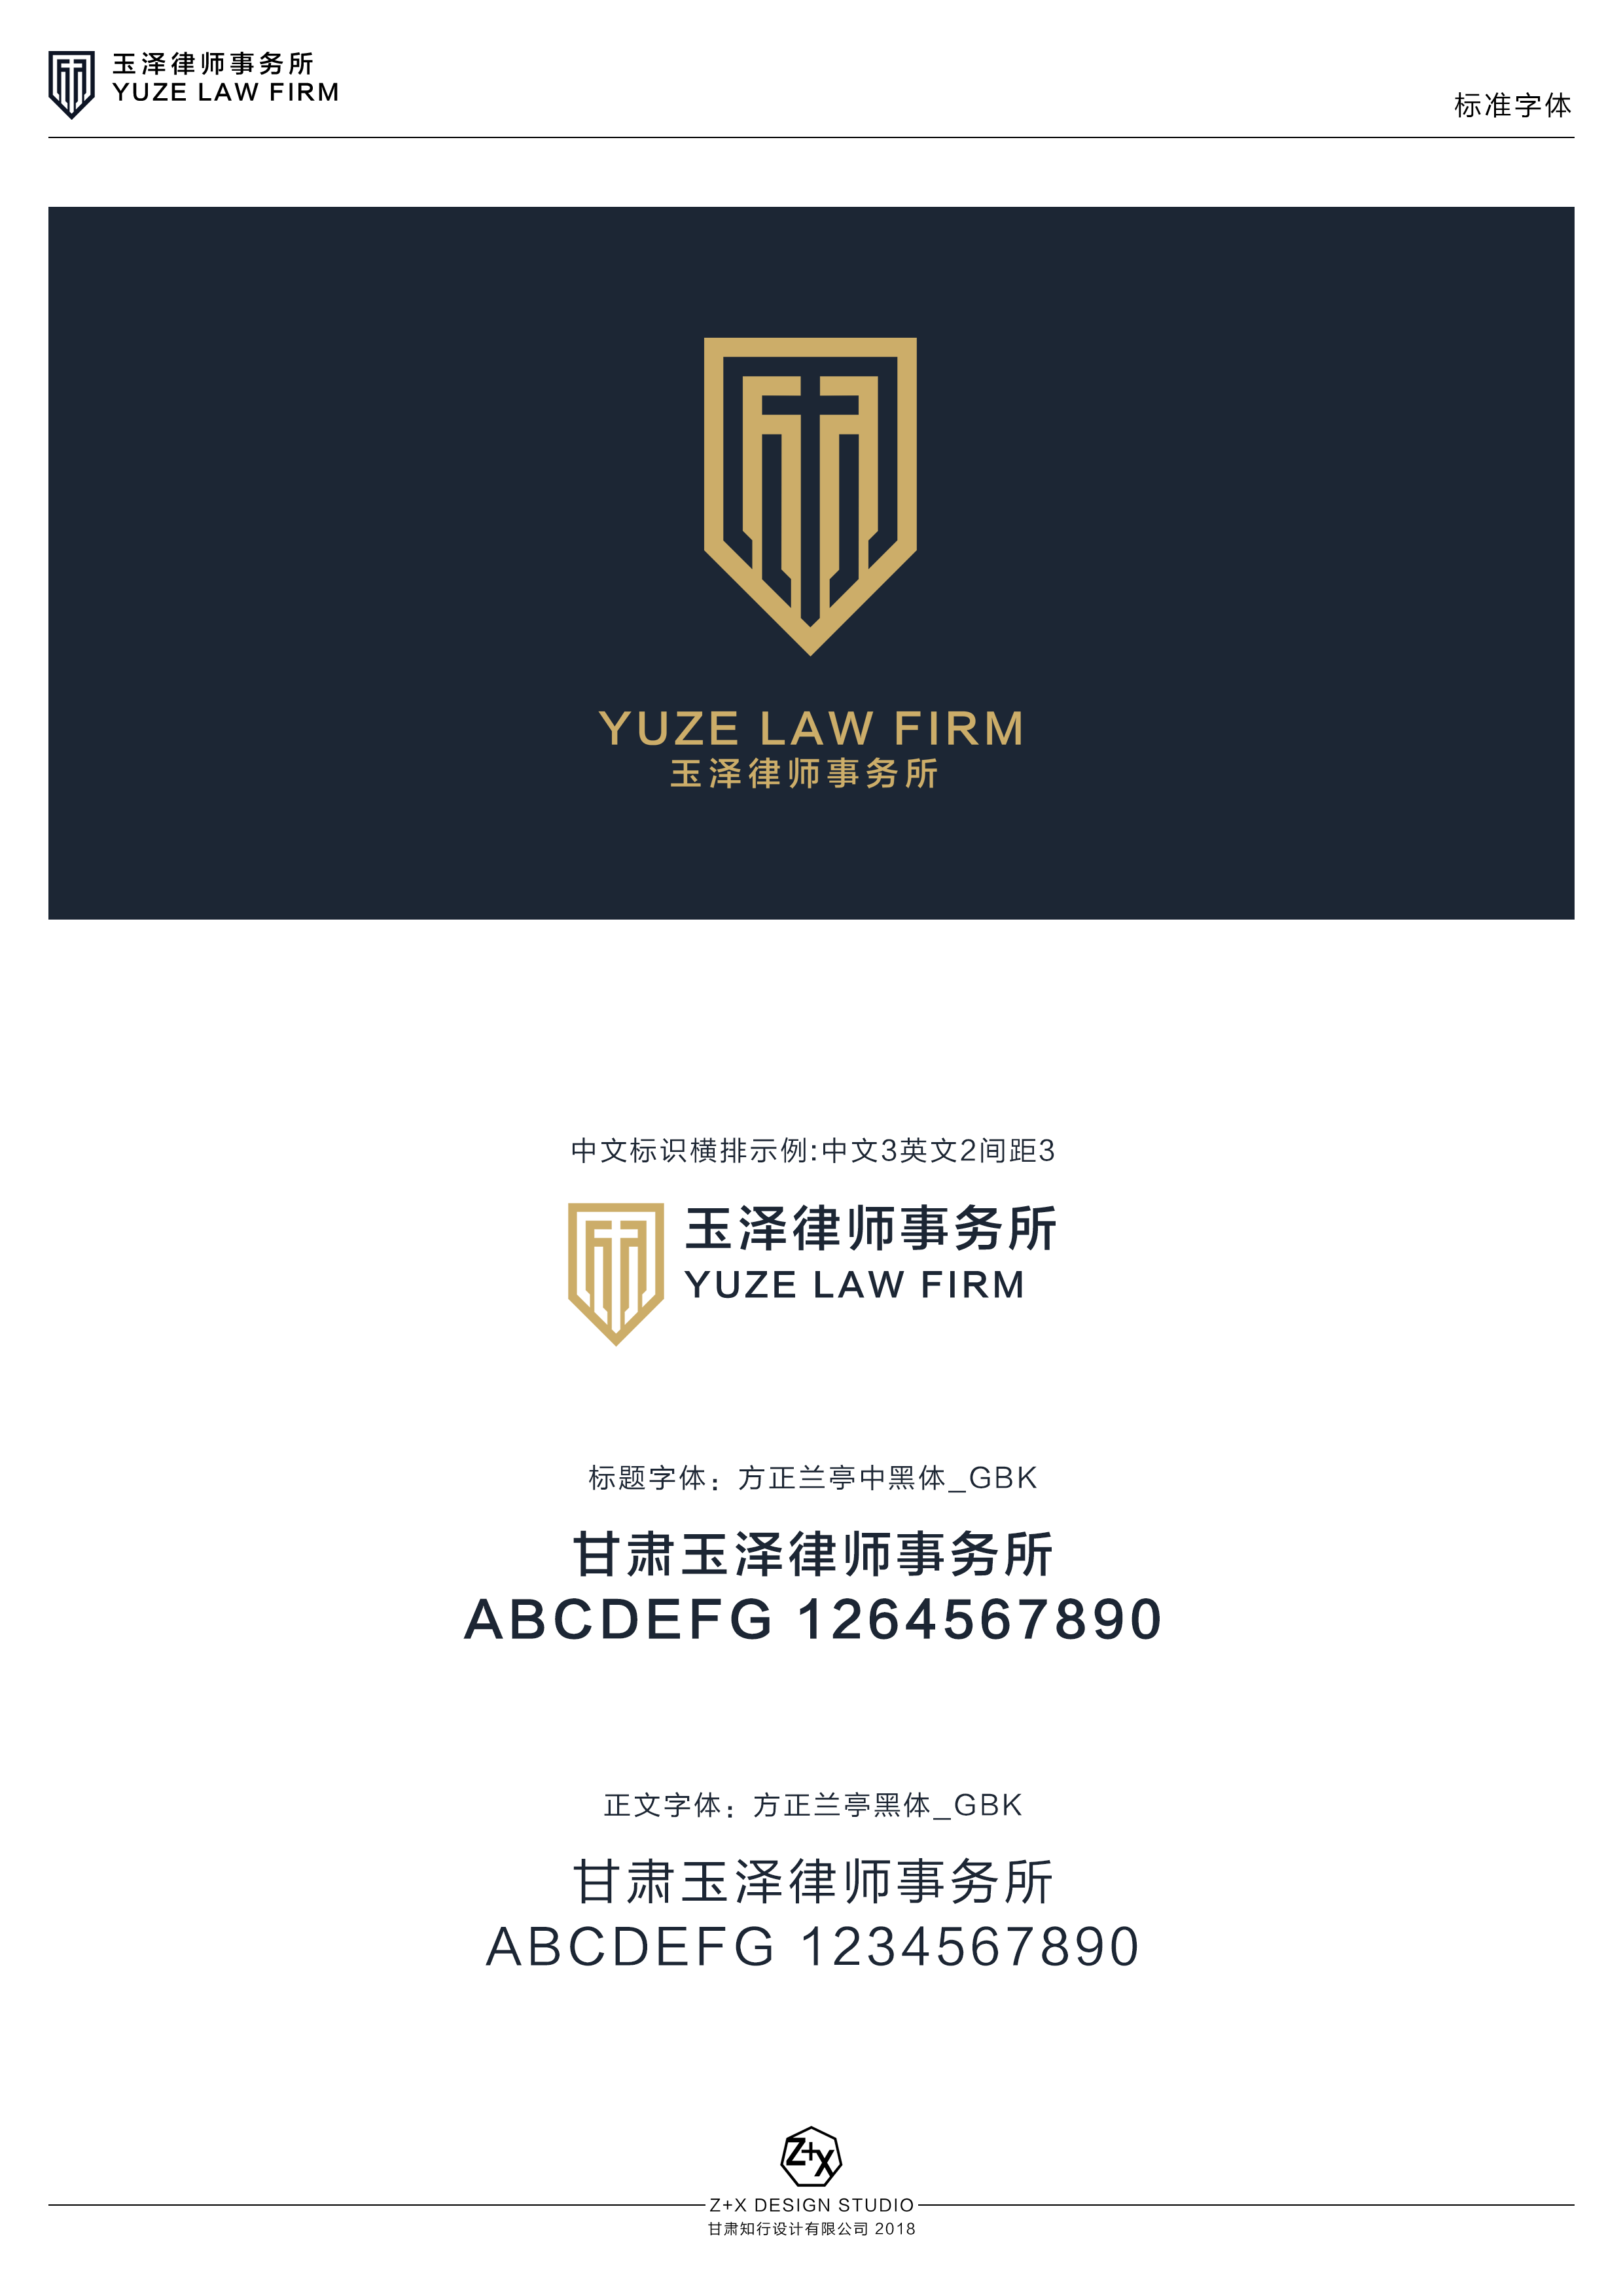 玉泽律师事务所
YUZE LAW FIRM
标准字体
YUZE LAW FIRM
玉泽律师事务所
中文标识横排示例:中文3英文2间距3
玉泽律师事务所
YUZE LAW FIRM
标题字体：方正兰亭中黑体_GBK
甘肃玉泽律师事务所
ABCDEFG 1264567890
正文字体：方正兰亭黑体_GBK
甘肃玉泽律师事务所
ABCDEFG 1234567890
Z+X
Z+X DESIGN STUDIO
甘肃知行设计有限公司 2018